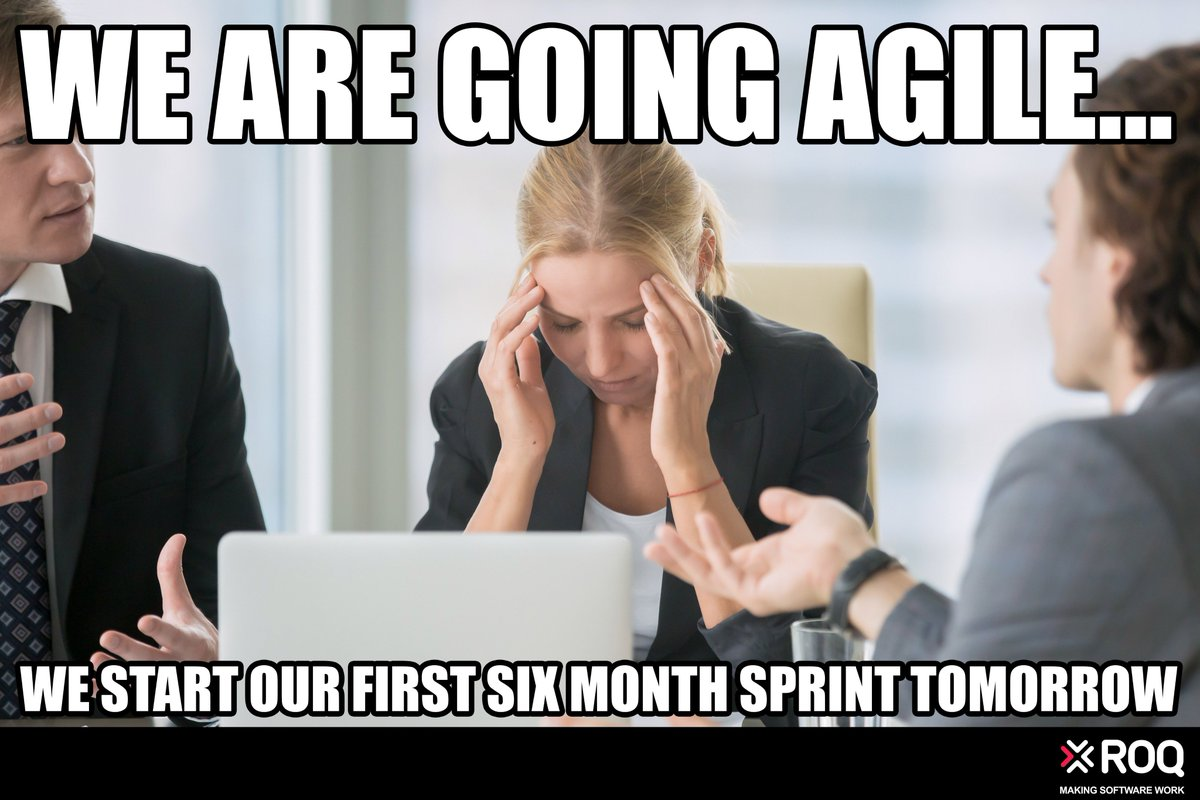 WE ARE GOING AGILE...
WE START OUR FIRST SIX MONTH SPRINT TOMORROW
ROQ
MAKING SOFTWARE WORK